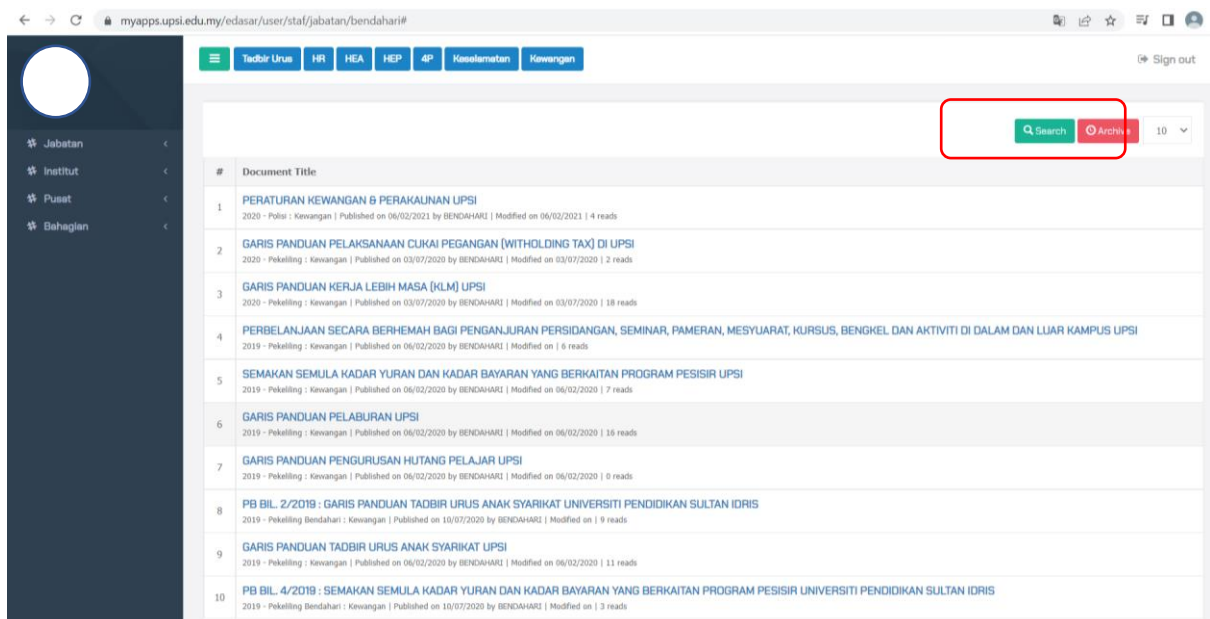 myapps.upsi.edu.my/edasar/user/staf/jabatan/bendahari#
Tadbir Urus HR HEA HEP 4P Keselamatan Kewangan Sign out
Jabatan
Institut
Pusat
Bahagian
Search Archive 10
# Document Title
1 PERATURAN KEWANGAN & PERAKAUNAN UPSI
2020 - Polisi : Kewangan | Published on 06/02/2021 by BENDAHARI | Modified on 06/02/2021 | 4 reads
2 GARIS PANDUAN PELAKSANAAN CUKAI PEGANGAN (WITHOLDING TAX) DI UPSI
2020 - Pekeliling : Kewangan | Published on 03/07/2020 by BENDAHARI | Modified on 03/07/2020 | 2 reads
3 GARIS PANDUAN KERJA LEBIH MASA (KLM) UPSI
2020 - Pekeliling : Kewangan | Published on 03/07/2020 by BENDAHARI | Modified on 03/07/2020 | 18 reads
4 PERBELANJAAN SECARA BERHEMAH BAGI PENGANJURAN PERSIDANGAN, SEMINAR, PAMERAN, MESYUARAT, KURSUS, BENGKEL DAN AKTIVITI DI DALAM DAN LUAR KAMPUS UPSI
2019 - Pekeliling : Kewangan | Published on 06/02/2020 by BENDAHARI | Modified on | 6 reads
5 SEMAKAN SEMULA KADAR YURAN DAN KADAR BAYARAN YANG BERKAITAN PROGRAM PESISIR UPSI
2019 - Pekeliling : Kewangan | Published on 06/02/2020 by BENDAHARI | Modified on 06/02/2020 | 7 reads
6 GARIS PANDUAN PELABURAN UPSI
2019 - Pekeliling : Kewangan | Published on 06/02/2020 by BENDAHARI | Modified on 06/02/2020 | 16 reads
7 GARIS PANDUAN PENGURUSAN HUTANG PELAJAR UPSI
2019 - Pekeliling : Kewangan | Published on 06/02/2020 by BENDAHARI | Modified on 06/02/2020 | 0 reads
8 PB BIL. 2/2019 : GARIS PANDUAN TADBIR URUS ANAK SYARIKAT UNIVERSITI PENDIDIKAN SULTAN IDRIS
2019 - Pekeliling Bendahari : Kewangan | Published on 10/07/2020 by BENDAHARI | Modified on | 9 reads
9 GARIS PANDUAN TADBIR URUS ANAK SYARIKAT UPSI
2019 - Pekeliling : Kewangan | Published on 06/02/2020 by BENDAHARI | Modified on 06/02/2020 | 11 reads
10 PB BIL. 4/2019 : SEMAKAN SEMULA KADAR YURAN DAN KADAR BAYARAN YANG BERKAITAN PROGRAM PESISIR UNIVERSITI PENDIDIKAN SULTAN IDRIS
2019 - Pekeliling Bendahari : Kewangan | Published on 10/07/2020 by BENDAHARI | Modified on | 3 reads